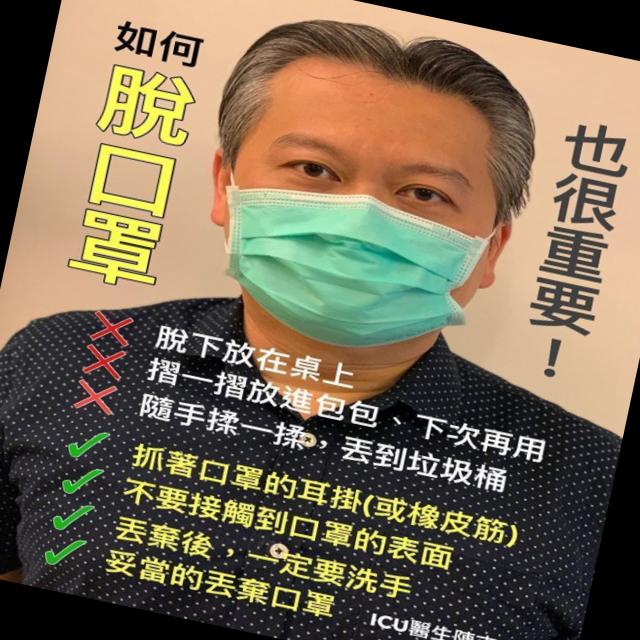 如何
脫口罩
也很重要！
脫下放在桌上
摺一摺放進包包、下次再用
隨手揉一揉，丟到垃圾桶
抓著口罩的耳掛(或橡皮筋)
不要接觸到口罩的表面
丟棄後，一定要洗手
妥當的丟棄口罩
ICU醫生陳